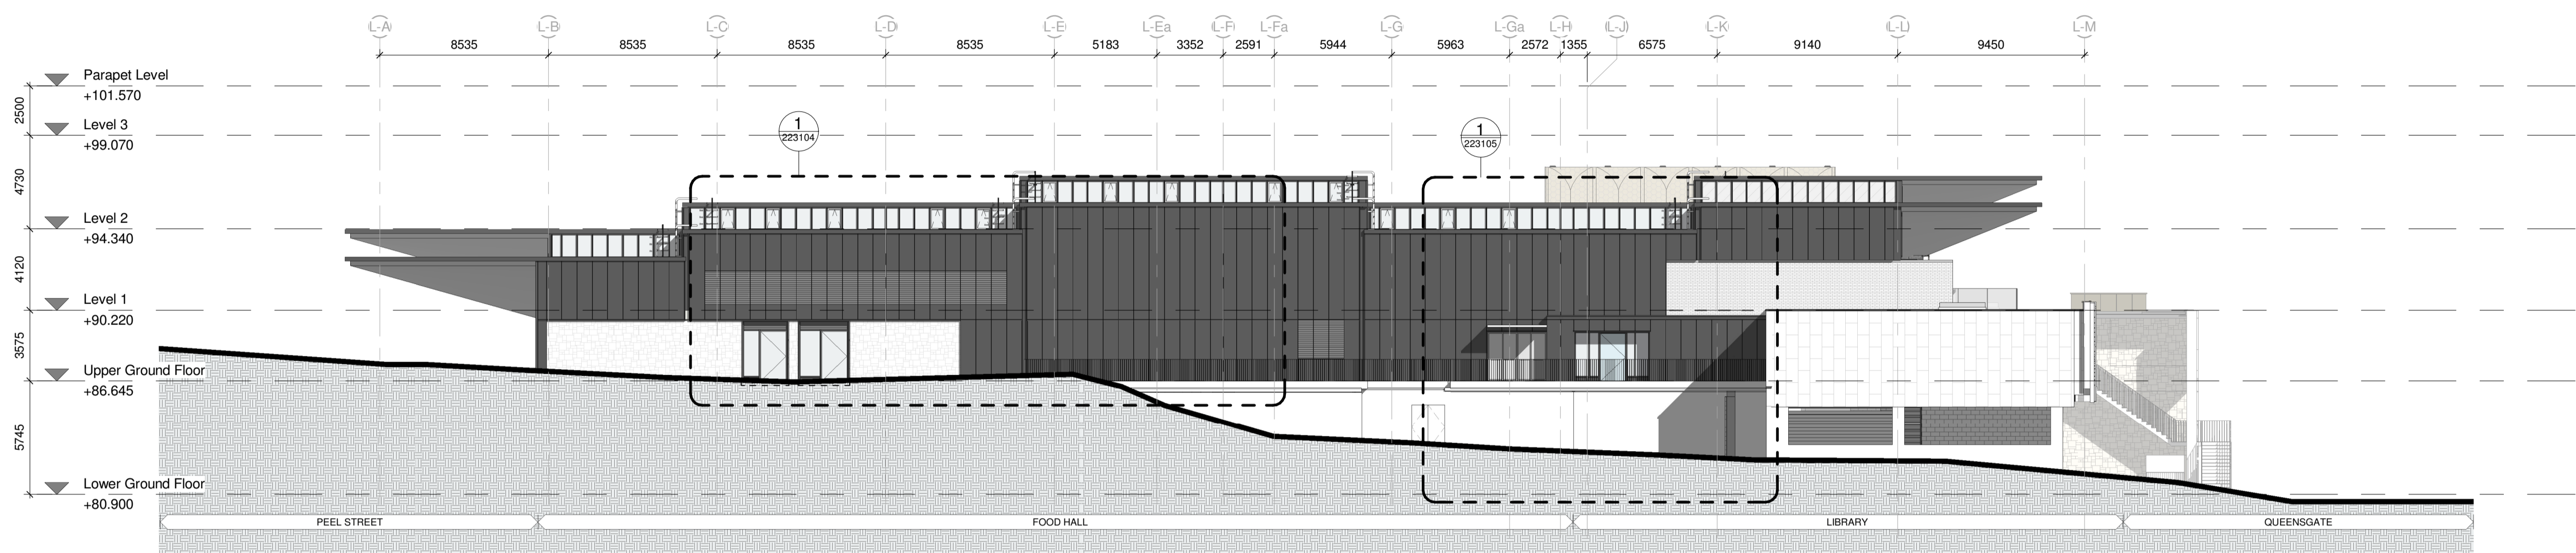 L-A L-B L-C L-D L-E L-Ea L-F L-Fa L-G L-Ga L-H L-J L-K L-L L-M
8535 8535 8535 8535 5183 3352 2591 5944 5963 2572 1355 6575 9140 9450
Parapet Level
+101.570
2500
Level 3
+99.070
1
223104
1
223105
4730
Level 2
+94.340
4120
Level 1
+90.220
3575
Upper Ground Floor
+86.645
5745
Lower Ground Floor
+80.900
PEEL STREET FOOD HALL LIBRARY QUEENSGATE